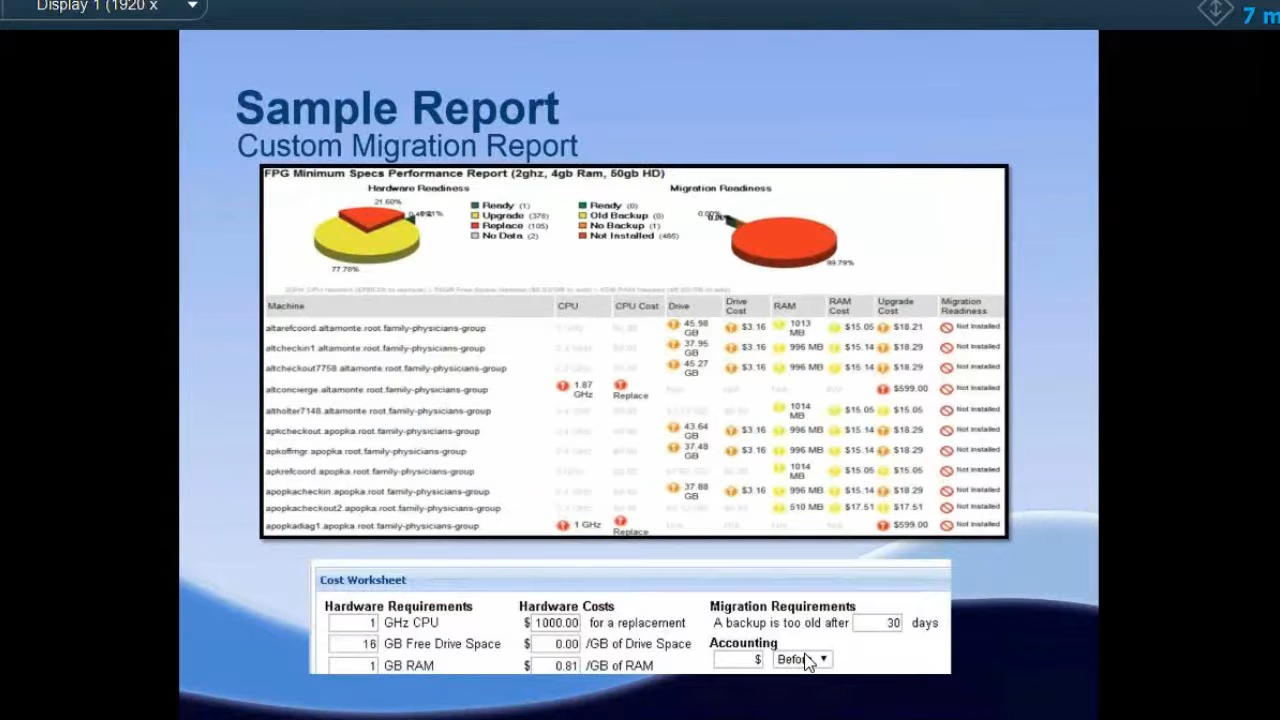 Display 1 (1920 x
7 m
Sample Report
Custom Migration Report
FPG Minimum Specs Performance Report (2ghz, 4gb Ram, 50gb HD)
Hardware Readiness
Migration Readiness
21.60%
77.78%
Ready (1)
Upgrade (378)
Replace (105)
No Data (2)
Ready (0)
Old Backup (0)
No Backup (1)
Not Installed (485)
0.00%
99.79%
Machine CPU CPU Cost Drive Drive Cost RAM RAM Cost Upgrade Cost Migration Readiness
altarefcoord.altamonte.root.family-physicians-group 45.98 GB $3.16 1013 MB $15.05 $18.21 Not Installed
altcheckin1.altamonte.root.family-physicians-group 37.95 GB $3.16 996 MB $15.14 $18.29 Not Installed
altcheckout7758.altamonte.root.family-physicians-group 45.27 GB $3.16 996 MB $15.14 $18.29 Not Installed
altconcierge.altamonte.root.family-physicians-group 1.87 GHz Replace $599.00 Not Installed
altholter7148.altamonte.root.family-physicians-group 1014 MB $15.05 $15.05 Not Installed
apkcheckout.apopka.root.family-physicians-group 43.64 GB $3.16 996 MB $15.14 $18.29 Not Installed
apkoffmgr.apopka.root.family-physicians-group 37.48 GB $3.16 996 MB $15.14 $18.29 Not Installed
apkrefcoord.apopka.root.family-physicians-group 1014 MB $15.05 $15.05 Not Installed
apopkacheckin.apopka.root.family-physicians-group 37.88 GB $3.16 996 MB $15.14 $18.29 Not Installed
apopkacheckout2.apopka.root.family-physicians-group 510 MB $17.51 $17.51 Not Installed
apopkadiag1.apopka.root.family-physicians-group 1 GHz Replace $599.00 Not Installed
Cost Worksheet
Hardware Requirements Hardware Costs Migration Requirements
1 GHz CPU $ 1000.00 for a replacement A backup is too old after 30 days
16 GB Free Drive Space $ 0.00 /GB of Drive Space Accounting
1 GB RAM $ 0.81 /GB of RAM $ Befor